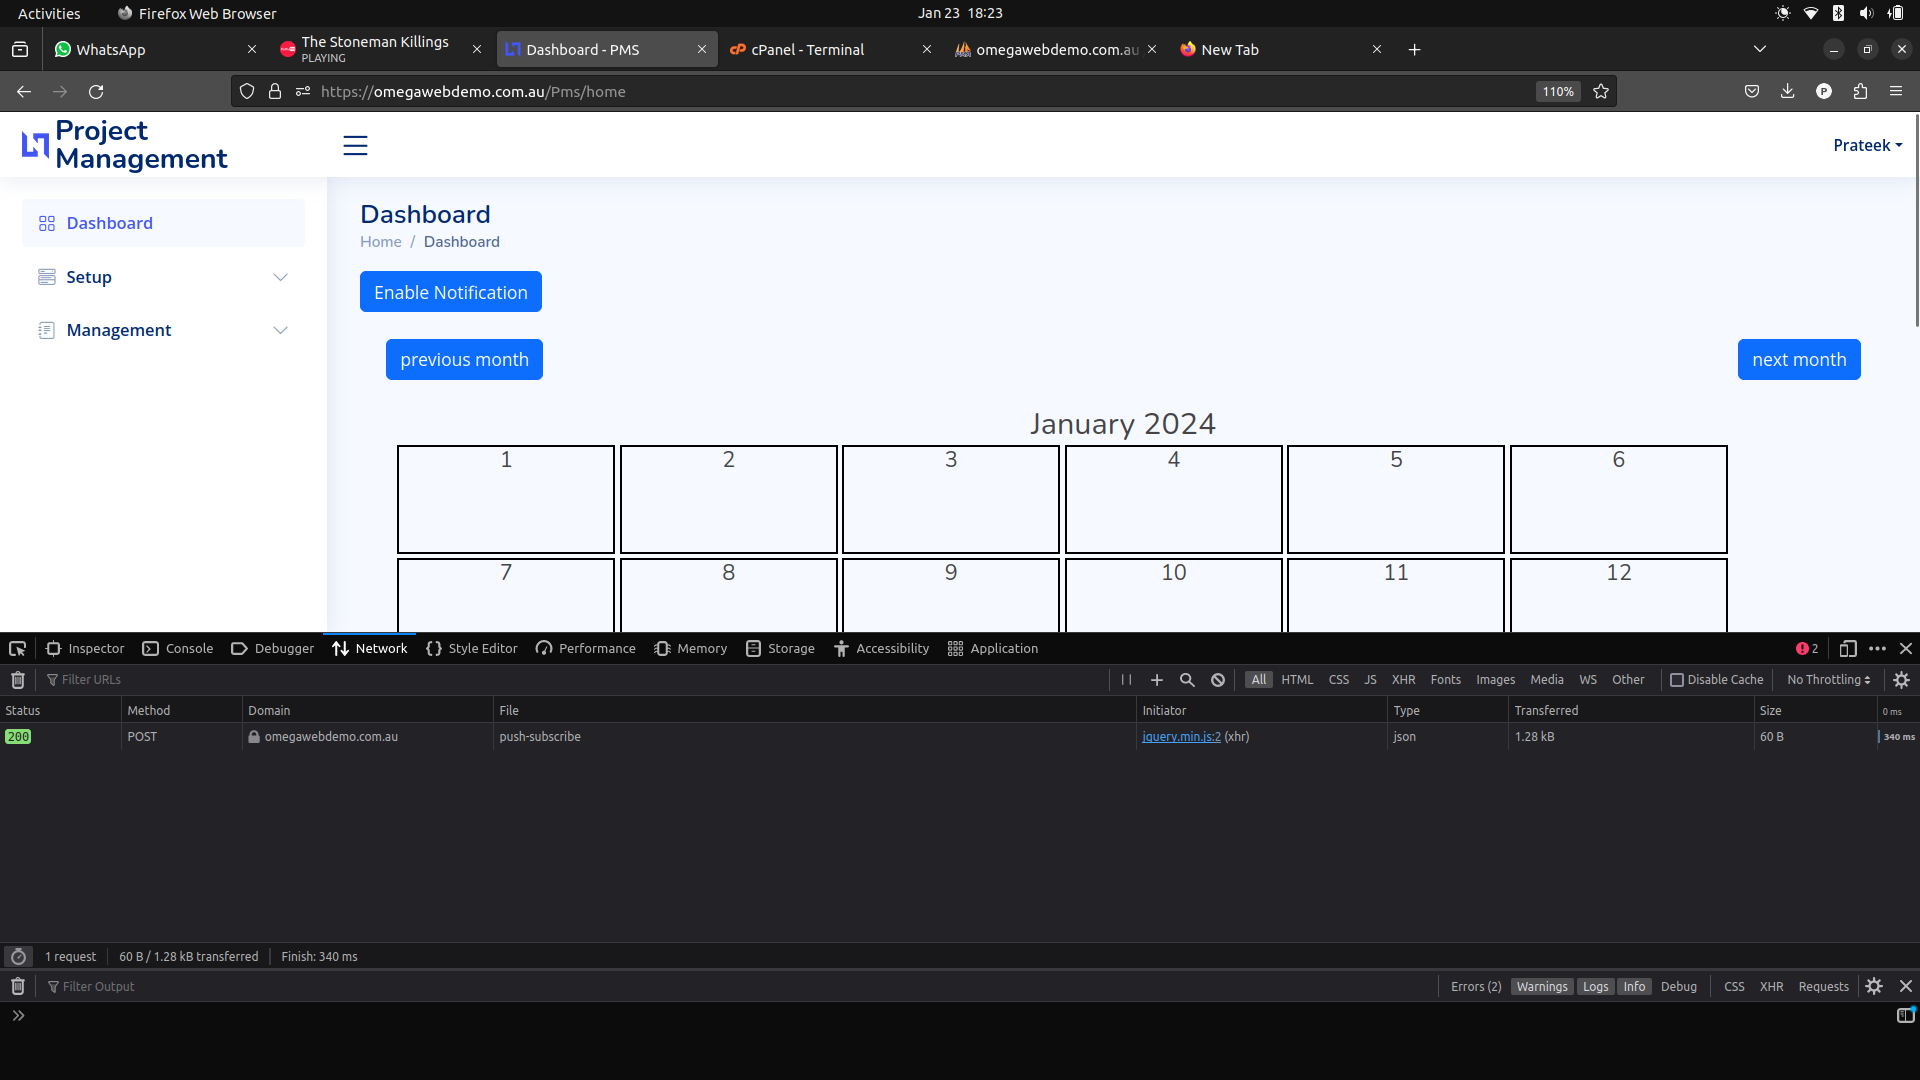 Activities
Firefox Web Browser
Jan 23 18:23
WhatsApp
The Stoneman Killings
PLAYING
Dashboard - PMS
cPanel - Terminal
omegawebdemo.com.au
New Tab
https://omegawebdemo.com.au/Pms/home
110%
P
Project
Management
Prateek
Dashboard
Setup
Management
Dashboard
Home / Dashboard
Enable Notification
previous month
next month
January 2024
1 2 3 4 5 6
7 8 9 10 11 12
Inspector Console Debugger Network Style Editor Performance Memory Storage Accessibility Application
2
Filter URLs
All HTML CSS JS XHR Fonts Images Media WS Other
Disable Cache
No Throttling
Status Method Domain File Initiator Type Transferred Size 0 ms
200 POST omegawebdemo.com.au push-subscribe jquery.min.js:2 (xhr) json 1.28 kB 60 B 340 ms
1 request 60 B / 1.28 kB transferred Finish: 340 ms
Filter Output
Errors (2) Warnings Logs Info Debug CSS XHR Requests